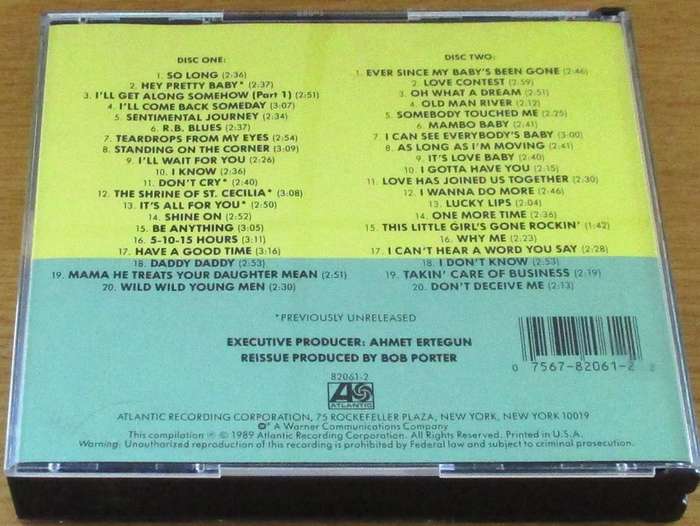 DISC ONE:
1. SO LONG (2:36)
2. HEY PRETTY BABY* (2:37)
3. I'LL GET ALONG SOMEHOW (Part 1) (2:51)
4. I'LL COME BACK SOMEDAY (3:07)
5. SENTIMENTAL JOURNEY (2:34)
6. R.B. BLUES (2:37)
7. TEARDROPS FROM MY EYES (2:54)
8. STANDING ON THE CORNER (3:09)
9. I'LL WAIT FOR YOU (2:26)
10. I KNOW (2:36)
11. DON'T CRY* (2:40)
12. THE SHRINE OF ST. CECILIA* (3:08)
13. IT'S ALL FOR YOU* (2:50)
14. SHINE ON (2:52)
15. BE ANYTHING (3:05)
16. 5-10-15 HOURS (3:11)
17. HAVE A GOOD TIME (3:16)
18. DADDY DADDY (2:53)
19. MAMA HE TREATS YOUR DAUGHTER MEAN (2:51)
20. WILD WILD YOUNG MEN (2:30)
DISC TWO:
1. EVER SINCE MY BABY'S BEEN GONE (2:46)
2. LOVE CONTEST (2:59)
3. OH WHAT A DREAM (2:51)
4. OLD MAN RIVER (2:12)
5. SOMEBODY TOUCHED ME (2:25)
6. MAMBO BABY (2:41)
7. I CAN SEE EVERYBODY'S BABY (3:00)
8. AS LONG AS I'M MOVING (2:41)
9. IT'S LOVE BABY (2:40)
10. I GOTTA HAVE YOU (2:15)
11. LOVE HAS JOINED US TOGETHER (2:30)
12. I WANNA DO MORE (2:46)
13. LUCKY LIPS (2:04)
14. ONE MORE TIME (2:36)
15. THIS LITTLE GIRL'S GONE ROCKIN' (1:42)
16. WHY ME (2:23)
17. I CAN'T HEAR A WORD YOU SAY (2:28)
18. I DON'T KNOW (2:53)
19. TAKIN' CARE OF BUSINESS (2:19)
20. DON'T DECEIVE ME (2:13)
*PREVIOUSLY UNRELEASED
EXECUTIVE PRODUCER: AHMET ERTEGUN
REISSUE PRODUCED BY BOB PORTER
0 7567-82061-2 2
82061-2
ATLANTIC
ATLANTIC RECORDING CORPORATION, 75 ROCKEFELLER PLAZA, NEW YORK, NEW YORK 10019
A Warner Communications Company
This compilation ℗ © 1989 Atlantic Recording Corporation. All Rights Reserved. Printed in U.S.A.
Warning: Unauthorized reproduction of this recording is prohibited by Federal law and subject to criminal prosecution.